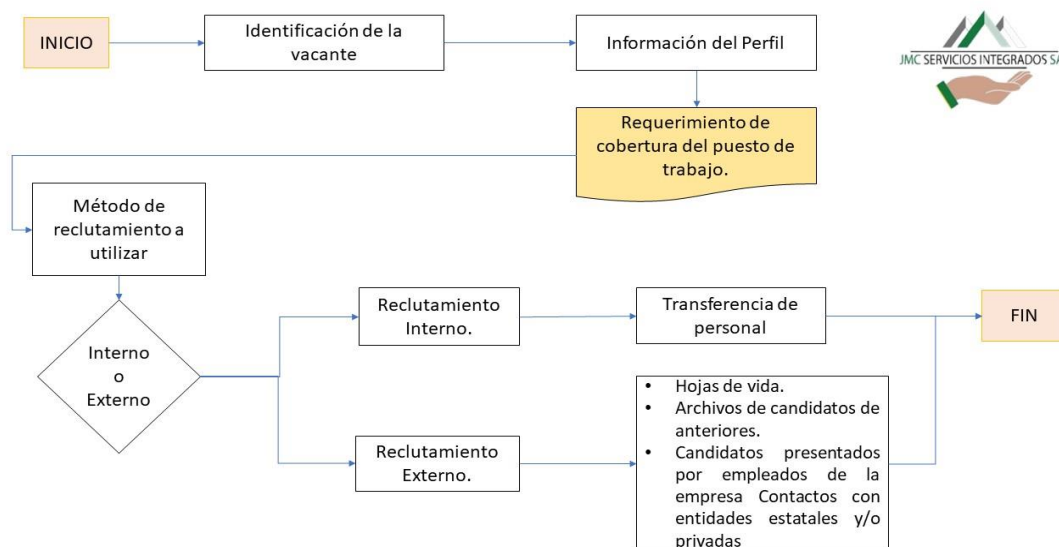 INICIO
Identificación de la
vacante
Información del Perfil
JMC SERVICIOS INTEGRADOS SA
Requerimiento de
cobertura del puesto de
trabajo.
Método de
reclutamiento a
utilizar
Interno
o
Externo
Reclutamiento
Interno.
Transferencia de
personal
FIN
Reclutamiento
Externo.
• Hojas de vida.
• Archivos de candidatos de
anteriores.
• Candidatos presentados
por empleados de la
empresa Contactos con
entidades estatales y/o
privadas